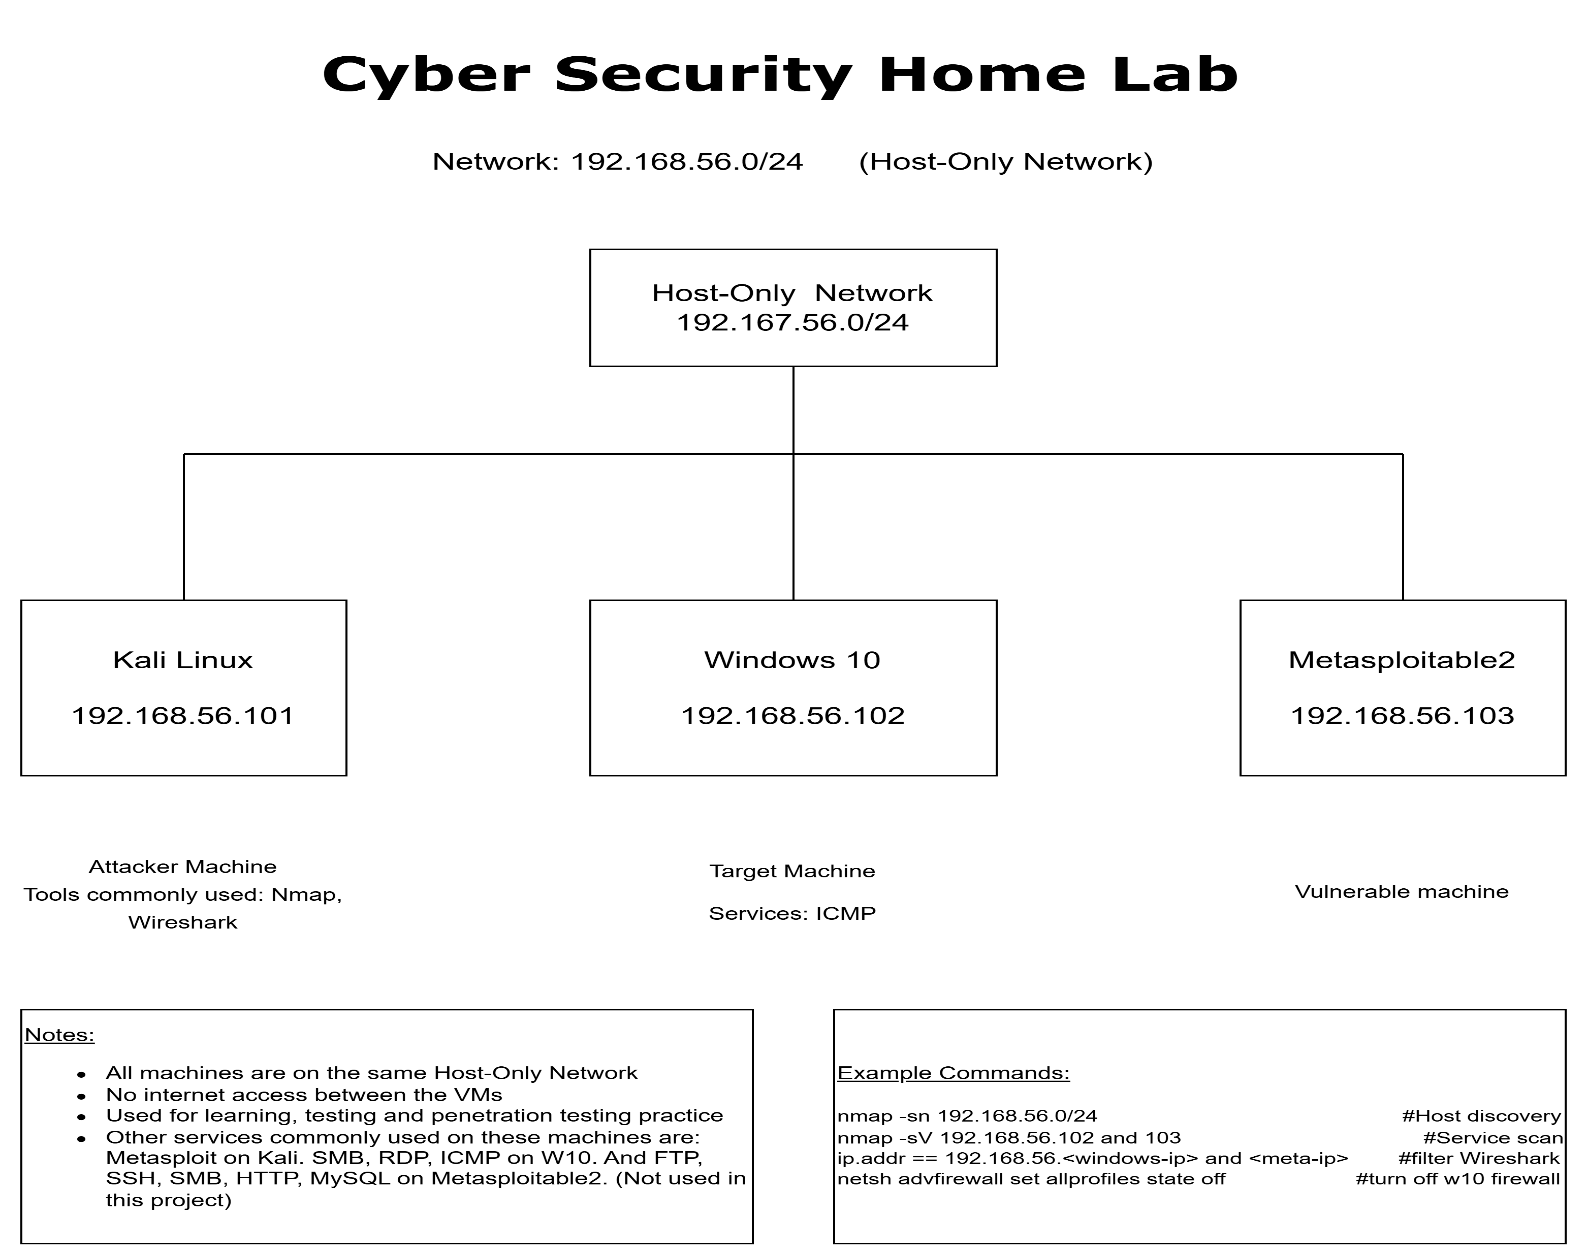 Cyber Security Home Lab
Network: 192.168.56.0/24 (Host-Only Network)
Host-Only Network
192.167.56.0/24
Kali Linux
192.168.56.101
Windows 10
192.168.56.102
Metasploitable2
192.168.56.103
Attacker Machine
Tools commonly used: Nmap,
Wireshark
Target Machine
Services: ICMP
Vulnerable machine
Notes:
• All machines are on the same Host-Only Network
• No internet access between the VMs
• Used for learning, testing and penetration testing practice
• Other services commonly used on these machines are:
Metasploit on Kali. SMB, RDP, ICMP on W10. And FTP,
SSH, SMB, HTTP, MySQL on Metasploitable2. (Not used in
this project)
Example Commands:
nmap -sn 192.168.56.0/24 #Host discovery
nmap -sV 192.168.56.102 and 103 #Service scan
ip.addr == 192.168.56.<windows-ip> and <meta-ip> #filter Wireshark
netsh advfirewall set allprofiles state off #turn off w10 firewall